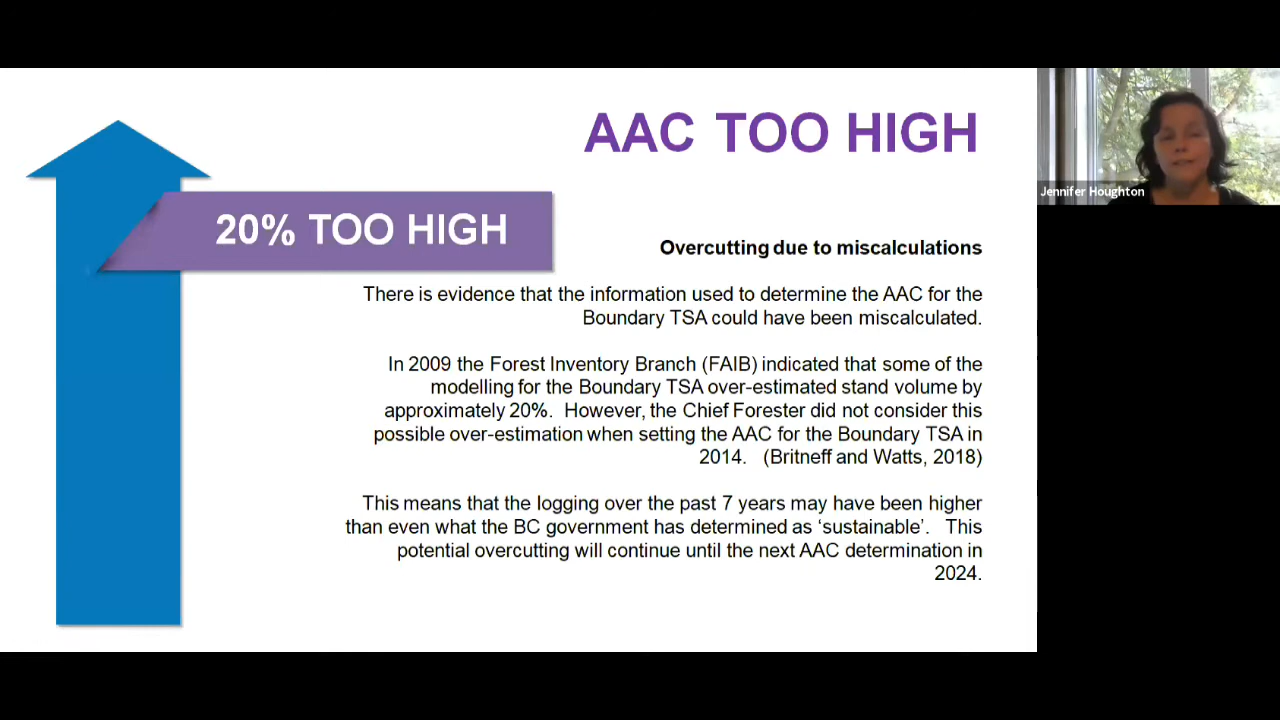 AAC TOO HIGH
20% TOO HIGH
Overcutting due to miscalculations
There is evidence that the information used to determine the AAC for the
Boundary TSA could have been miscalculated.
In 2009 the Forest Inventory Branch (FAIB) indicated that some of the
modelling for the Boundary TSA over-estimated stand volume by
approximately 20%. However, the Chief Forester did not consider this
possible over-estimation when setting the AAC for the Boundary TSA in
2014. (Britneff and Watts, 2018)
This means that the logging over the past 7 years may have been higher
than even what the BC government has determined as ‘sustainable’. This
potential overcutting will continue until the next AAC determination in
2024.
Jennifer Houghton